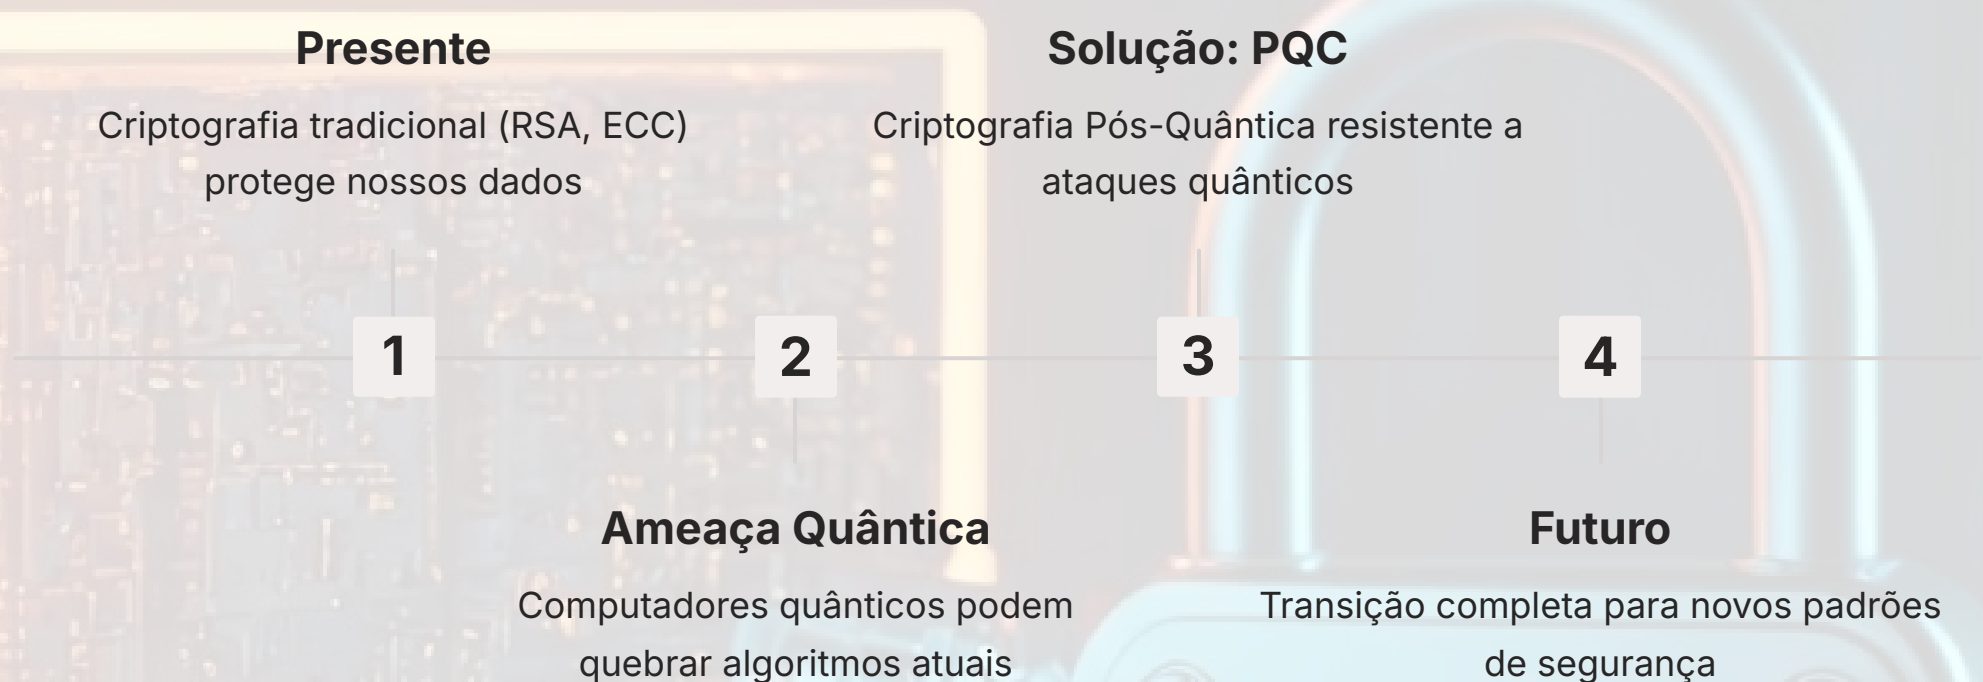 Presente
Criptografia tradicional (RSA, ECC)
protege nossos dados
Solução: PQC
Criptografia Pós-Quântica resistente a
ataques quânticos
1
2
3
4
Ameaça Quântica
Computadores quânticos podem
quebrar algoritmos atuais
Futuro
Transição completa para novos padrões
de segurança